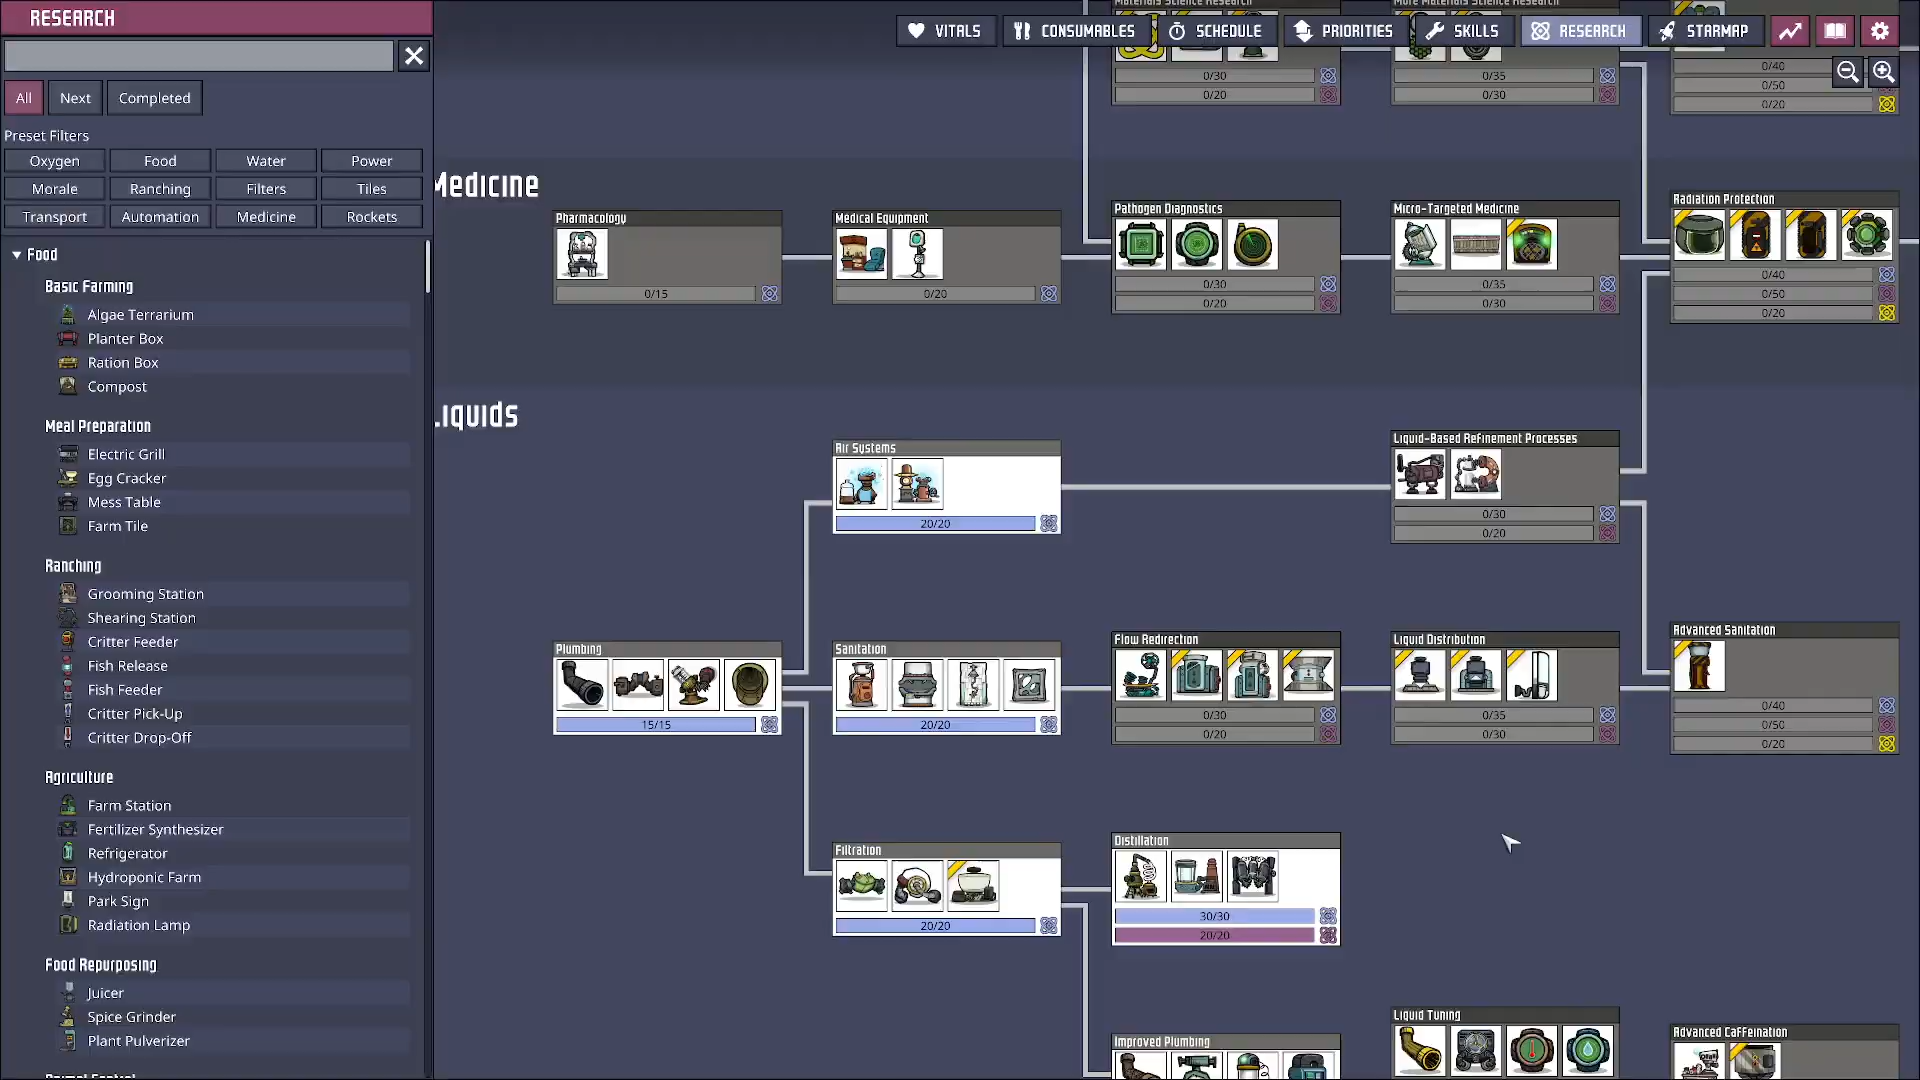 RESEARCH
VITALS
CONSUMABLES
SCHEDULE
PRIORITIES
SKILLS
RESEARCH
STARMAP
All
Next
Completed
Preset Filters
Oxygen
Food
Water
Power
Morale
Ranching
Filters
Tiles
Transport
Automation
Medicine
Rockets
Food
Basic Farming
Algae Terrarium
Planter Box
Ration Box
Compost
Meal Preparation
Electric Grill
Egg Cracker
Mess Table
Farm Tile
Ranching
Grooming Station
Shearing Station
Critter Feeder
Fish Release
Fish Feeder
Critter Pick-Up
Critter Drop-Off
Agriculture
Farm Station
Fertilizer Synthesizer
Refrigerator
Hydroponic Farm
Park Sign
Radiation Lamp
Food Repurposing
Juicer
Spice Grinder
Plant Pulverizer
Materials Science Research
0/30
0/20
More Materials Science Research
0/35
0/30
0/40
0/50
0/20
Medicine
Pharmacology
0/15
Medical Equipment
0/20
Pathogen Diagnostics
0/30
0/20
Micro-Targeted Medicine
0/35
0/30
Radiation Protection
0/40
0/50
0/20
Liquids
Air Systems
20/20
Liquid-Based Refinement Processes
0/30
0/20
Plumbing
15/15
Sanitation
20/20
Flow Redirection
0/30
0/20
Liquid Distribution
0/35
0/30
Advanced Sanitation
0/40
0/50
0/20
Filtration
20/20
Distillation
30/30
20/20
Improved Plumbing
Liquid Tuning
Advanced Caffeination